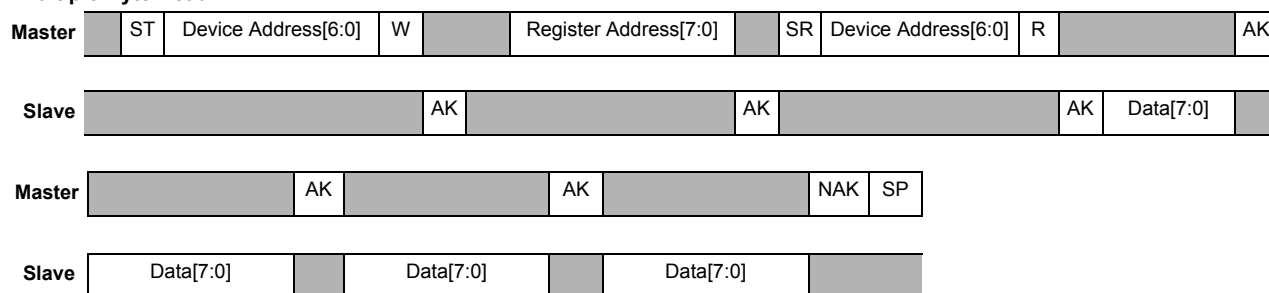 Master ST Device Address[6:0] W Register Address[7:0] SR Device Address[6:0] R AK
Slave AK AK AK Data[7:0]
Master AK AK NAK SP
Slave Data[7:0] Data[7:0] Data[7:0]